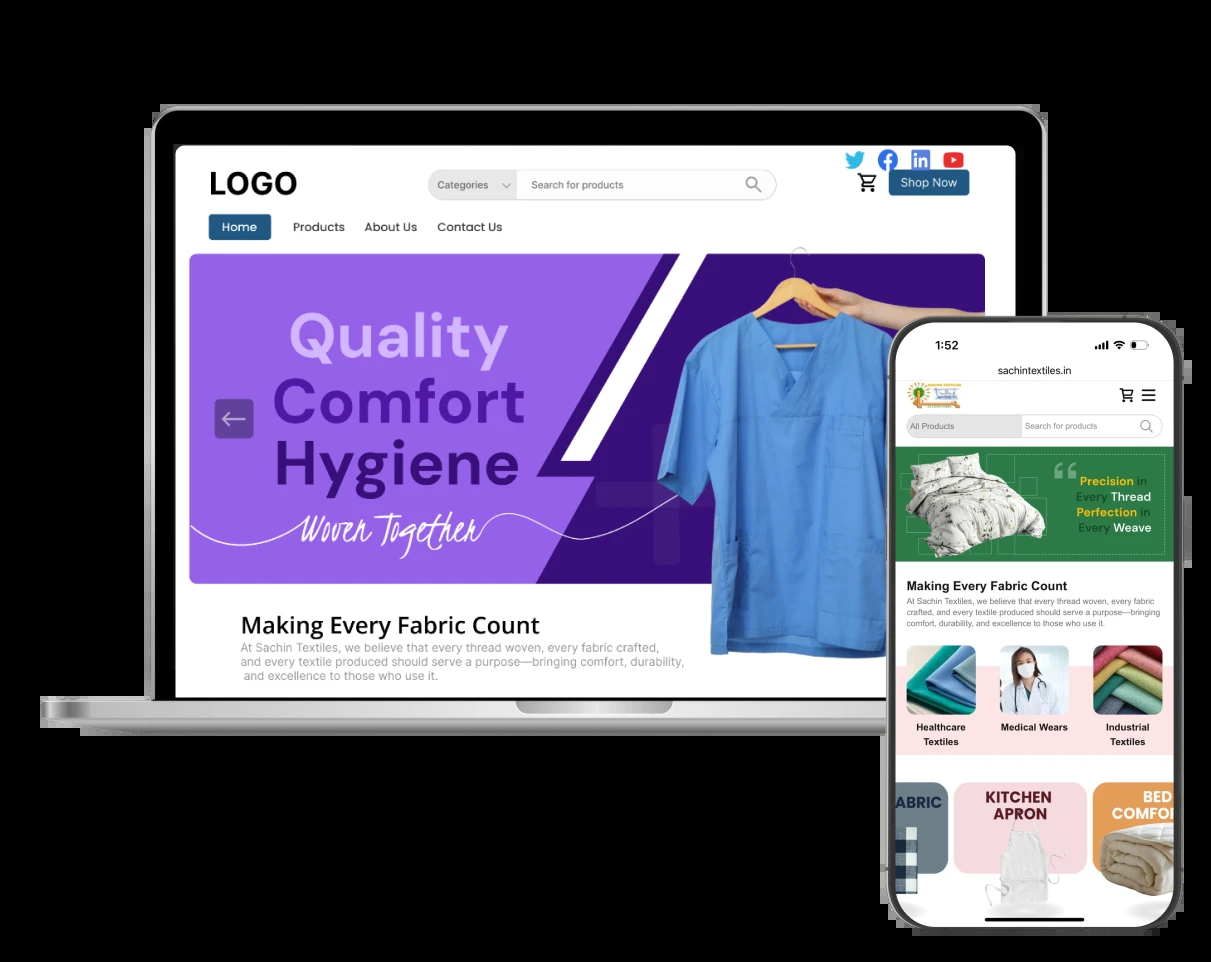 LOGO
Categories
Search for products
Shop Now
Home
Products
About Us
Contact Us
Quality
Comfort
Hygiene
Woven Together
Making Every Fabric Count
At Sachin Textiles, we believe that every thread woven, every fabric crafted,
and every textile produced should serve a purpose—bringing comfort, durability,
and excellence to those who use it.
1:52
sachintextiles.in
SACHIN TEXTILES
All Products
Search for products
Precision in
Every Thread
Perfection in
Every Weave
Making Every Fabric Count
At Sachin Textiles, we believe that every thread woven, every fabric
crafted, and every textile produced should serve a purpose—bringing
comfort, durability, and excellence to those who use it.
Healthcare
Textiles
Medical Wears
Industrial
Textiles
ABRIC
KITCHEN
APRON
BED
COMFO